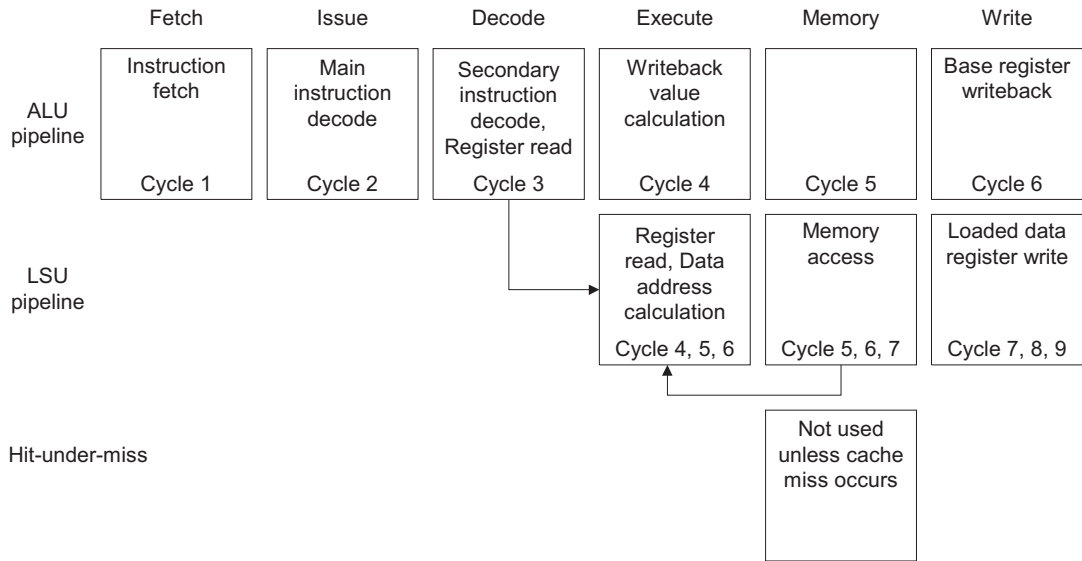 Fetch
Issue
Decode
Execute
Memory
Write
ALU
pipeline
Instruction
fetch
Cycle 1
Main
instruction
decode
Cycle 2
Secondary
instruction
decode,
Register read
Cycle 3
Writeback
value
calculation
Cycle 4
Cycle 5
Base register
writeback
Cycle 6
LSU
pipeline
Register
read, Data
address
calculation
Cycle 4, 5, 6
Memory
access
Cycle 5, 6, 7
Loaded data
register write
Cycle 7, 8, 9
Hit-under-miss
Not used
unless cache
miss occurs